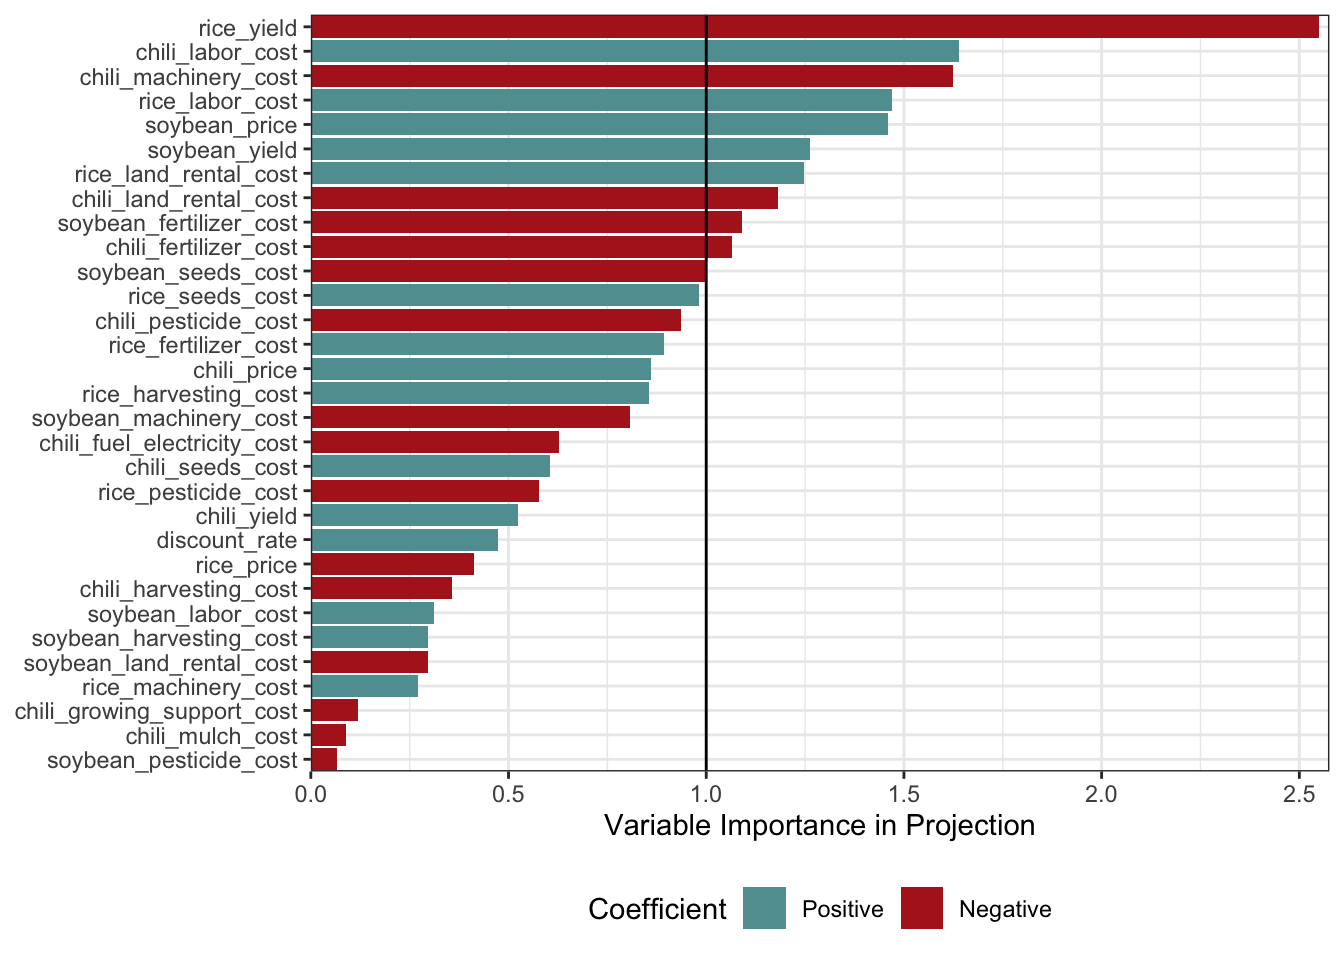 rice_yield
chili_labor_cost
chili_machinery_cost
rice_labor_cost
soybean_price
soybean_yield
rice_land_rental_cost
chili_land_rental_cost
soybean_fertilizer_cost
chili_fertilizer_cost
soybean_seeds_cost
rice_seeds_cost
chili_pesticide_cost
rice_fertilizer_cost
chili_price
rice_harvesting_cost
soybean_machinery_cost
chili_fuel_electricity_cost
chili_seeds_cost
rice_pesticide_cost
chili_yield
discount_rate
rice_price
chili_harvesting_cost
soybean_labor_cost
soybean_harvesting_cost
soybean_land_rental_cost
rice_machinery_cost
chili_growing_support_cost
chili_mulch_cost
soybean_pesticide_cost
0.0 0.5 1.0 1.5 2.0 2.5
Variable Importance in Projection
Coefficient Positive Negative